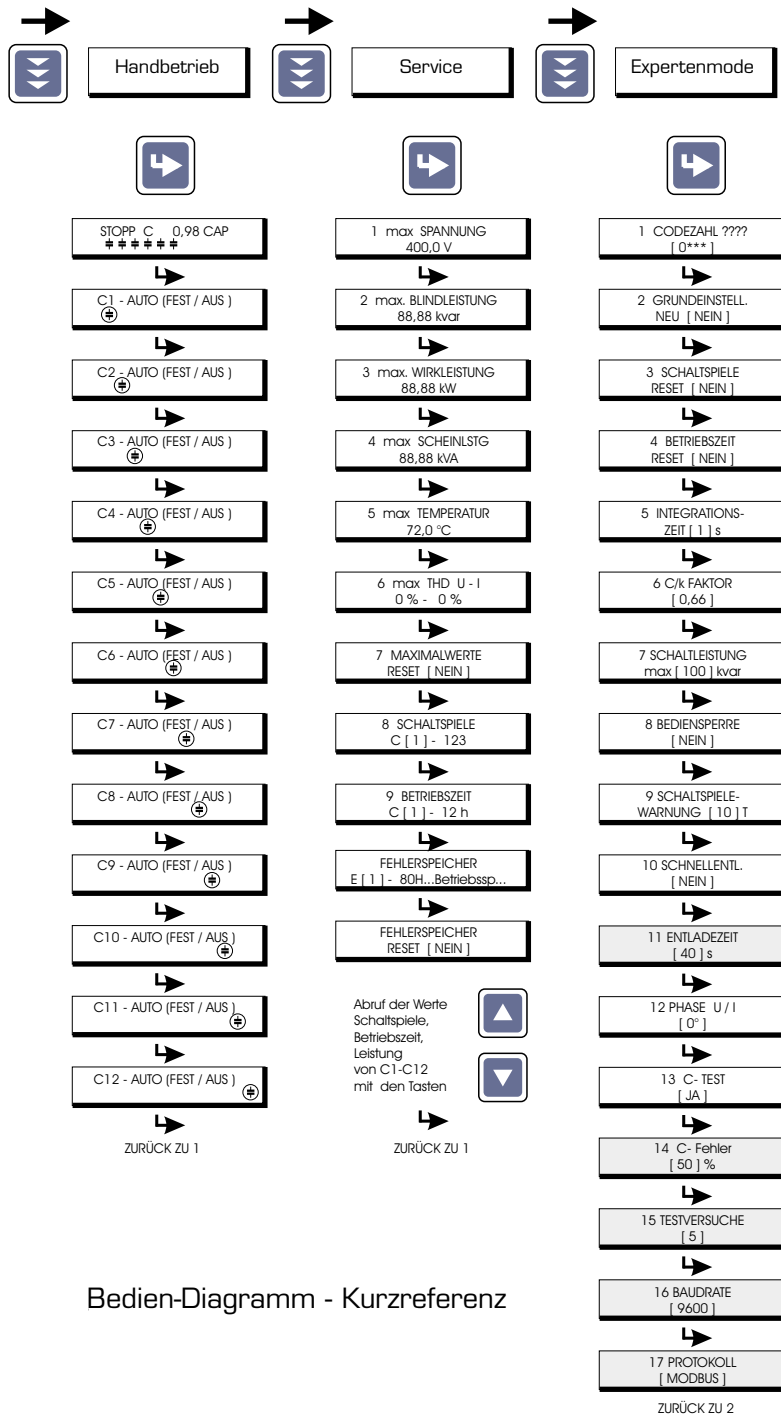 Handbetrieb
STOPP C 0,98 CAP
C1 - AUTO (FEST / AUS )
C2 - AUTO (FEST / AUS )
C3 - AUTO (FEST / AUS )
C4 - AUTO (FEST / AUS )
C5 - AUTO (FEST / AUS )
C6 - AUTO (FEST / AUS )
C7 - AUTO (FEST / AUS )
C8 - AUTO (FEST / AUS )
C9 - AUTO (FEST / AUS )
C10 - AUTO (FEST / AUS )
C11 - AUTO (FEST / AUS )
C12 - AUTO (FEST / AUS )
ZURÜCK ZU 1
Service
1 max SPANNUNG
400,0 V
2 max. BLINDLEISTUNG
88,88 kvar
3 max. WIRKLEISTUNG
88,88 kW
4 max SCHEINLSTG
88,88 kVA
5 max TEMPERATUR
72,0 °C
6 max THD U - I
0 % - 0 %
7 MAXIMALWERTE
RESET [ NEIN ]
8 SCHALTSPIELE
C [ 1 ] - 123
9 BETRIEBSZEIT
C [ 1 ] - 12 h
FEHLERSPEICHER
E [ 1 ] - 80H...Betriebssp...
FEHLERSPEICHER
RESET [ NEIN ]
Abruf der Werte
Schaltspiele,
Betriebszeit,
Leistung
von C1-C12
mit den Tasten
ZURÜCK ZU 1
Expertenmode
1 CODEZAHL ????
[ 0*** ]
2 GRUNDEINSTELL.
NEU [ NEIN ]
3 SCHALTSPIELE
RESET [ NEIN ]
4 BETRIEBSZEIT
RESET [ NEIN ]
5 INTEGRATIONS-
ZEIT [ 1 ] s
6 C/k FAKTOR
[ 0,66 ]
7 SCHALTLEISTUNG
max [ 100 ] kvar
8 BEDIENSPERRE
[ NEIN ]
9 SCHALTSPIELE-
WARNUNG [ 10 ] T
10 SCHNELLENTL.
[ NEIN ]
11 ENTLADEZEIT
[ 40 ] s
12 PHASE U / I
[ 0° ]
13 C- TEST
[ JA ]
14 C- Fehler
[ 50 ] %
15 TESTVERSUCHE
[ 5 ]
16 BAUDRATE
[ 9600 ]
17 PROTOKOLL
[ MODBUS ]
ZURÜCK ZU 2
Bedien-Diagramm - Kurzreferenz